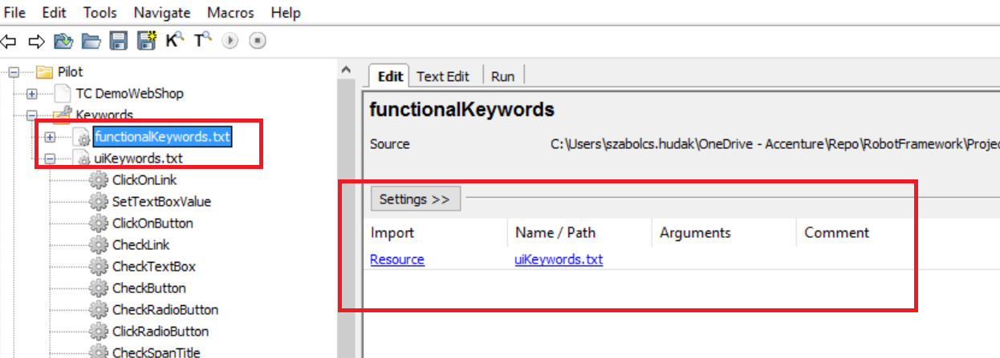 File Edit Tools Navigate Macros Help
K T
Pilot
TC DemoWebShop
Keywords
functionalKeywords.txt
uiKeywords.txt
ClickOnLink
SetTextBoxValue
ClickOnButton
CheckLink
CheckTextBox
CheckButton
CheckRadioButton
ClickRadioButton
CheckSpanTitle
Edit Text Edit Run
functionalKeywords
Source C:\Users\szabolcs.hudak\OneDrive - Accenture\Repo\RobotFramework\Projec
Settings >>
Import Name / Path Arguments Comment
Resource uiKeywords.txt